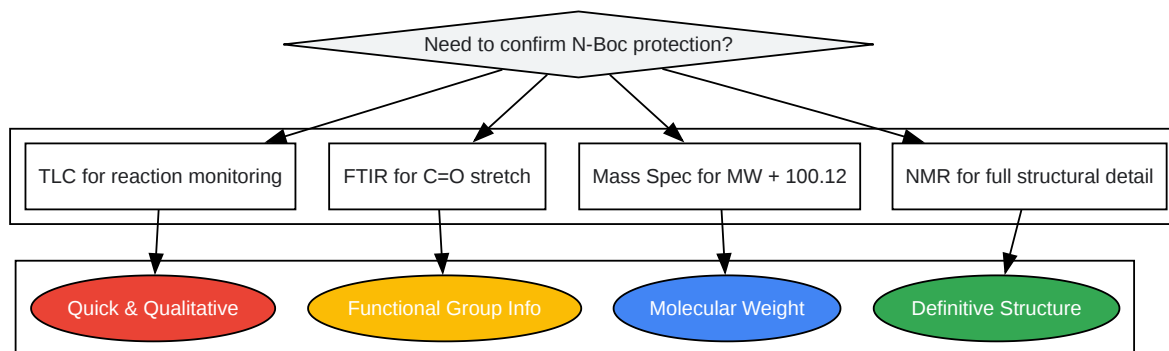 Need to confirm N-Boc protection?
TLC for reaction monitoring
FTIR for C=O stretch
Mass Spec for MW + 100.12
NMR for full structural detail
Quick & Qualitative
Functional Group Info
Molecular Weight
Definitive Structure